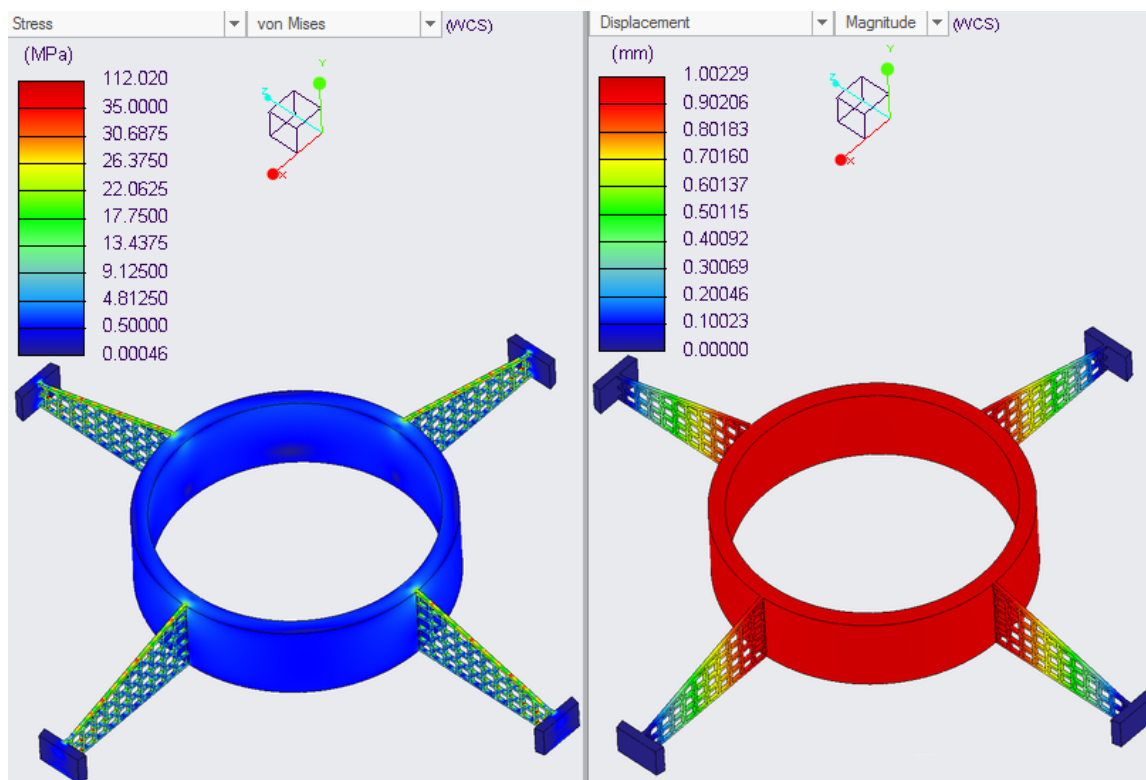 Stress
von Mises
(WCS)
(MPa)
Y
Z
X
112.020
35.0000
30.6875
26.3750
22.0625
17.7500
13.4375
9.12500
4.81250
0.50000
0.00046
Displacement
Magnitude
(WCS)
(mm)
Y
Z
X
1.00229
0.90206
0.80183
0.70160
0.60137
0.50115
0.40092
0.30069
0.20046
0.10023
0.00000